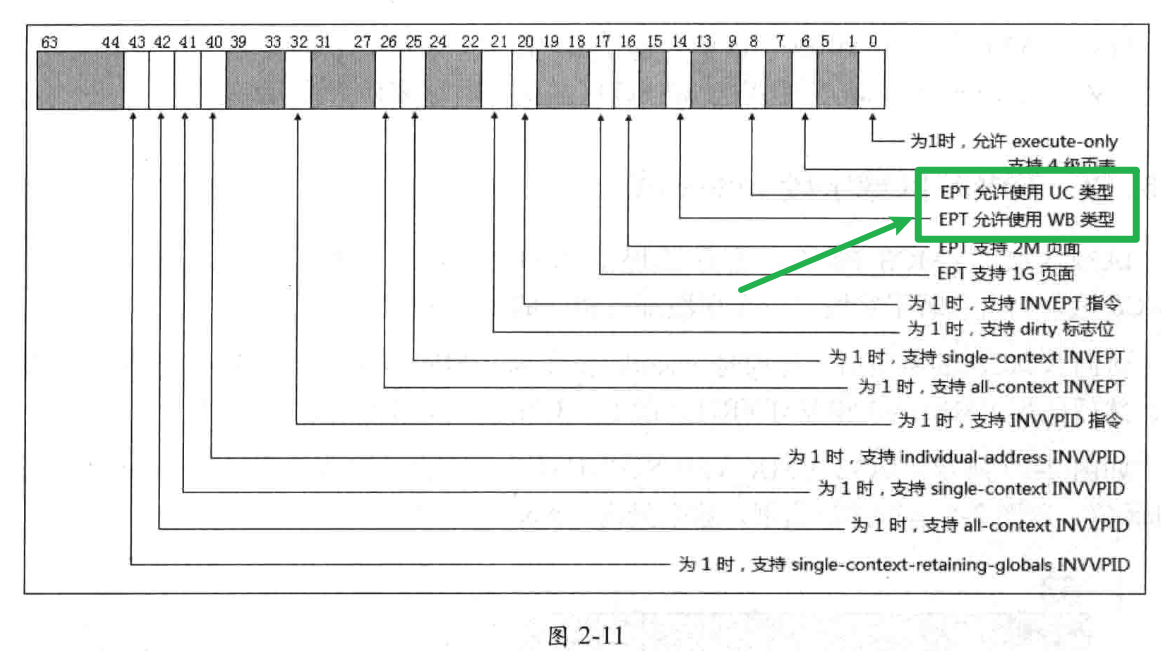 63 44 43 42 41 40 39 33 32 31 27 26 25 24 22 21 20 19 18 17 16 15 14 13 9 8 7 6 5 1 0
为1时，允许 execute-only
支持 4 级页表
EPT 允许使用 UC 类型
EPT 允许使用 WB 类型
EPT 支持 2M 页面
EPT 支持 1G 页面
为 1 时，支持 INVEPT 指令
为 1 时，支持 dirty 标志位
为 1 时，支持 single-context INVEPT
为 1 时，支持 all-context INVEPT
为 1 时，支持 INVVPID 指令
为 1 时，支持 individual-address INVVPID
为 1 时，支持 single-context INVVPID
为 1 时，支持 all-context INVVPID
为 1 时，支持 single-context-retaining-globals INVVPID
图 2-11